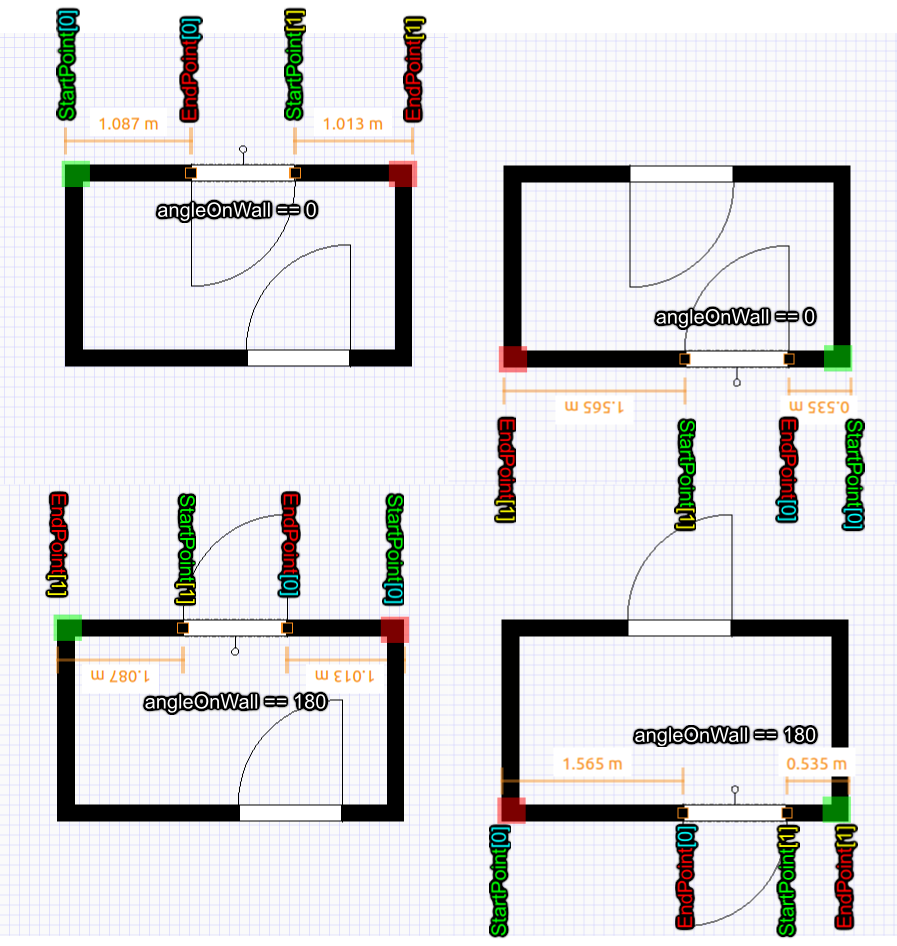 StartPoint[0]
EndPoint[0]
StartPoint[1]
EndPoint[1]
1.087 m
1.013 m
angleOnWall == 0
angleOnWall == 0
1.565 m
0.535 m
EndPoint[1]
StartPoint[1]
EndPoint[0]
StartPoint[0]
EndPoint[1]
StartPoint[1]
EndPoint[0]
StartPoint[0]
1.087 m
1.013 m
angleOnWall == 180
angleOnWall == 180
1.565 m
0.535 m
StartPoint[0]
EndPoint[0]
StartPoint[1]
EndPoint[1]